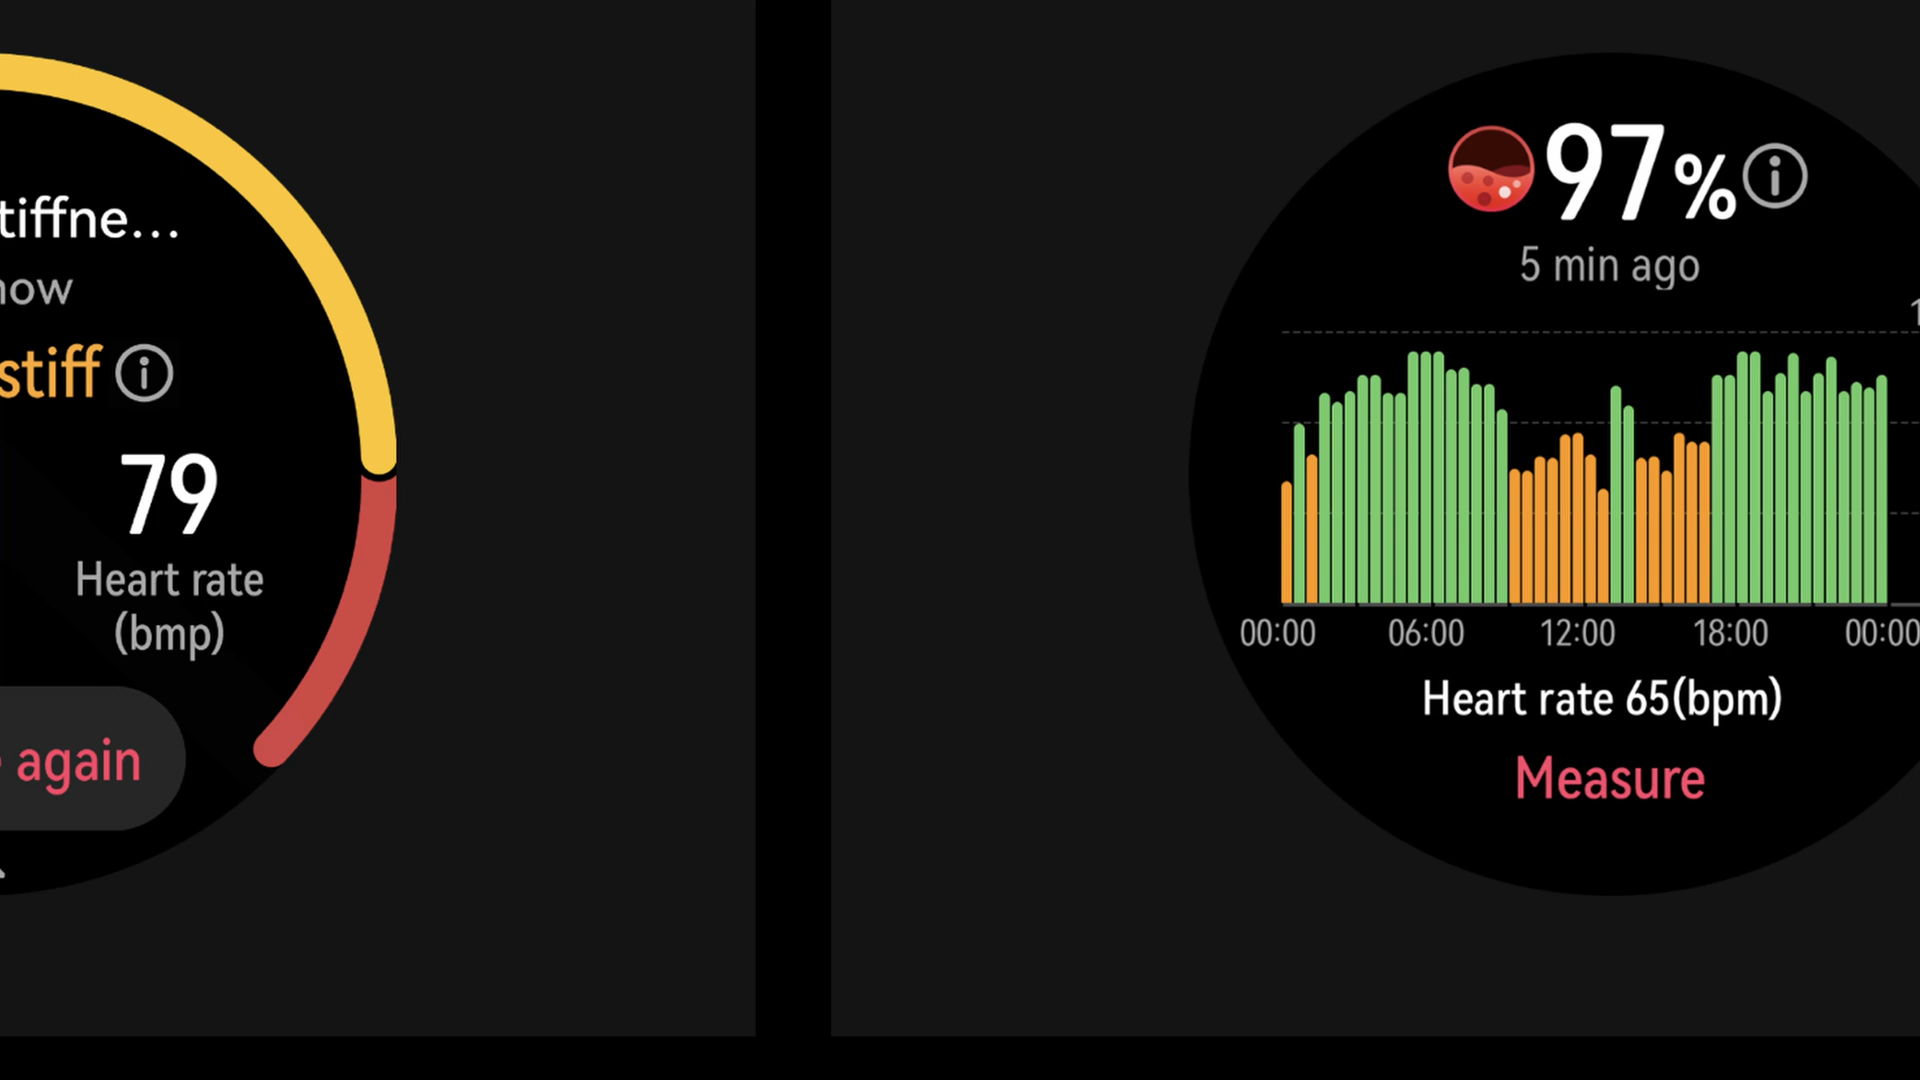 tiffne...
now
stiff
79
Heart rate
(bmp)
again
97%
5 min ago
00:00 06:00 12:00 18:00 00:00
Heart rate 65(bpm)
Measure